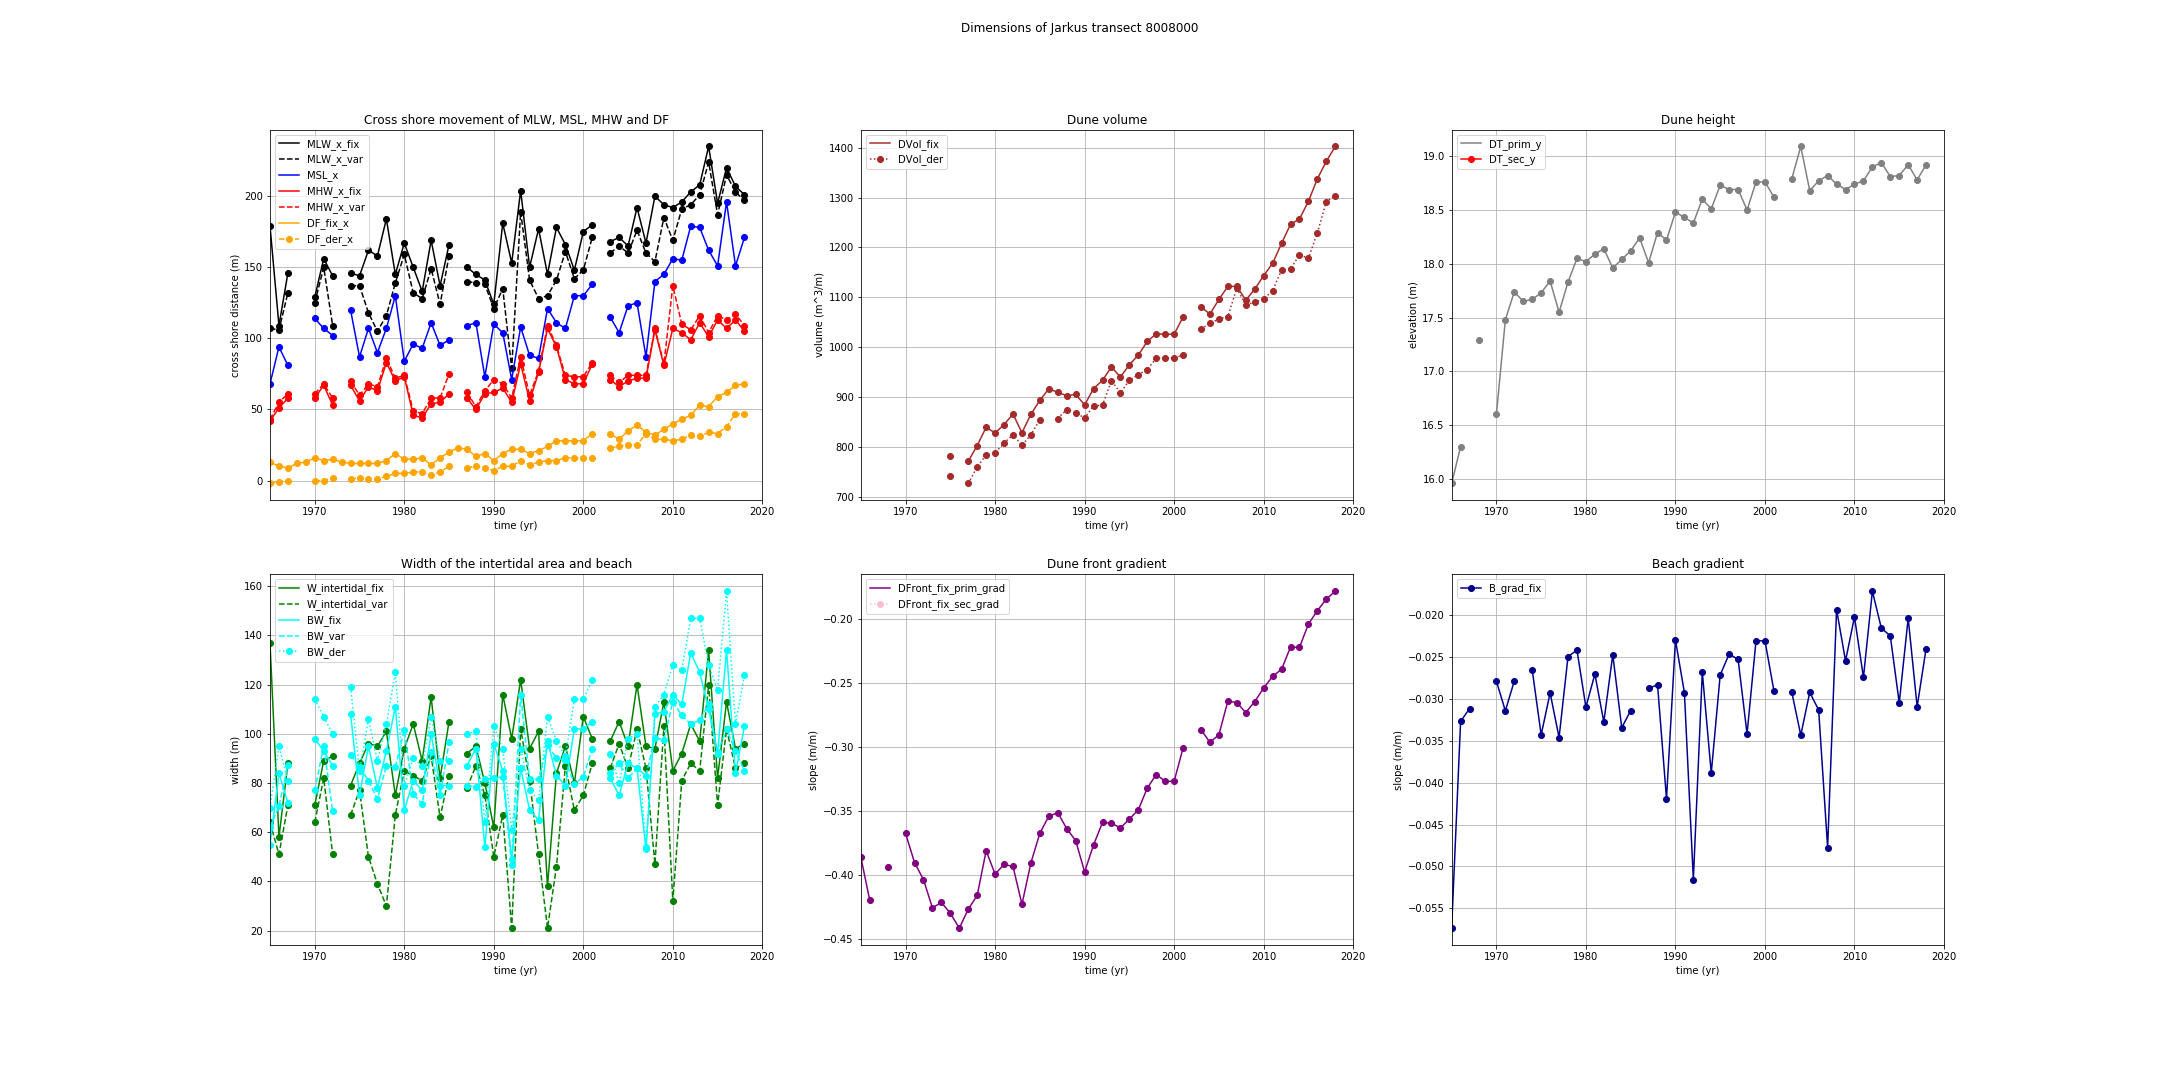 Dimensions of Jarkus transect 8008000
Cross shore movement of MLW, MSL, MHW and DF
MLW_x_fix
MLW_x_var
MSL_x
MHW_x_fix
MHW_x_var
DF_fix_x
DF_der_x
200
150
100
50
0
cross shore distance (m)
1970 1980 1990 2000 2010 2020
time (yr)
Dune volume
DVol_fix
DVol_der
1400
1300
1200
1100
1000
900
800
700
volume (m^3/m)
1970 1980 1990 2000 2010 2020
time (yr)
Dune height
DT_prim_y
DT_sec_y
19.0
18.5
18.0
17.5
17.0
16.5
16.0
elevation (m)
1970 1980 1990 2000 2010 2020
time (yr)
Width of the intertidal area and beach
W_intertidal_fix
W_intertidal_var
BW_fix
BW_var
BW_der
160
140
120
100
80
60
40
20
width (m)
1970 1980 1990 2000 2010 2020
time (yr)
Dune front gradient
DFront_fix_prim_grad
DFront_fix_sec_grad
−0.20
−0.25
−0.30
−0.35
−0.40
−0.45
slope (m/m)
1970 1980 1990 2000 2010 2020
time (yr)
Beach gradient
B_grad_fix
−0.020
−0.025
−0.030
−0.035
−0.040
−0.045
−0.050
−0.055
slope (m/m)
1970 1980 1990 2000 2010 2020
time (yr)